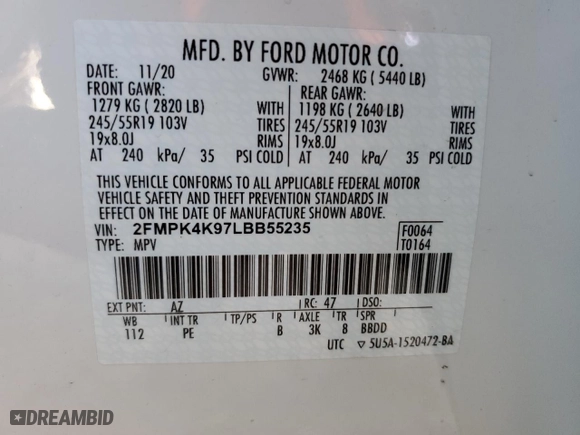 MFD. BY FORD MOTOR CO.
DATE: 11/20 GVWR: 2468 KG ( 5440 LB)
FRONT GAWR: REAR GAWR:
1279 KG ( 2820 LB) WITH 1198 KG ( 2640 LB) WITH
245/55R19 103V TIRES 245/55R19 103V TIRES
19x8.0J RIMS 19x8.0J RIMS
AT 240 kPa/ 35 PSI COLD AT 240 kPa/ 35 PSI COLD
THIS VEHICLE CONFORMS TO ALL APPLICABLE FEDERAL MOTOR
VEHICLE SAFETY AND THEFT PREVENTION STANDARDS IN
EFFECT ON THE DATE OF MANUFACTURE SHOWN ABOVE.
VIN: 2FMPK4K97LBB55235 F0064
TYPE: MPV T0164
EXT PNT: AZ RC: 47 DSO:
WB INT TR TP/PS R AXLE TR SPR
112 PE B 3K 8 BBDD
UTC ▽ 5U5A-1520472-BA
DREAMBID